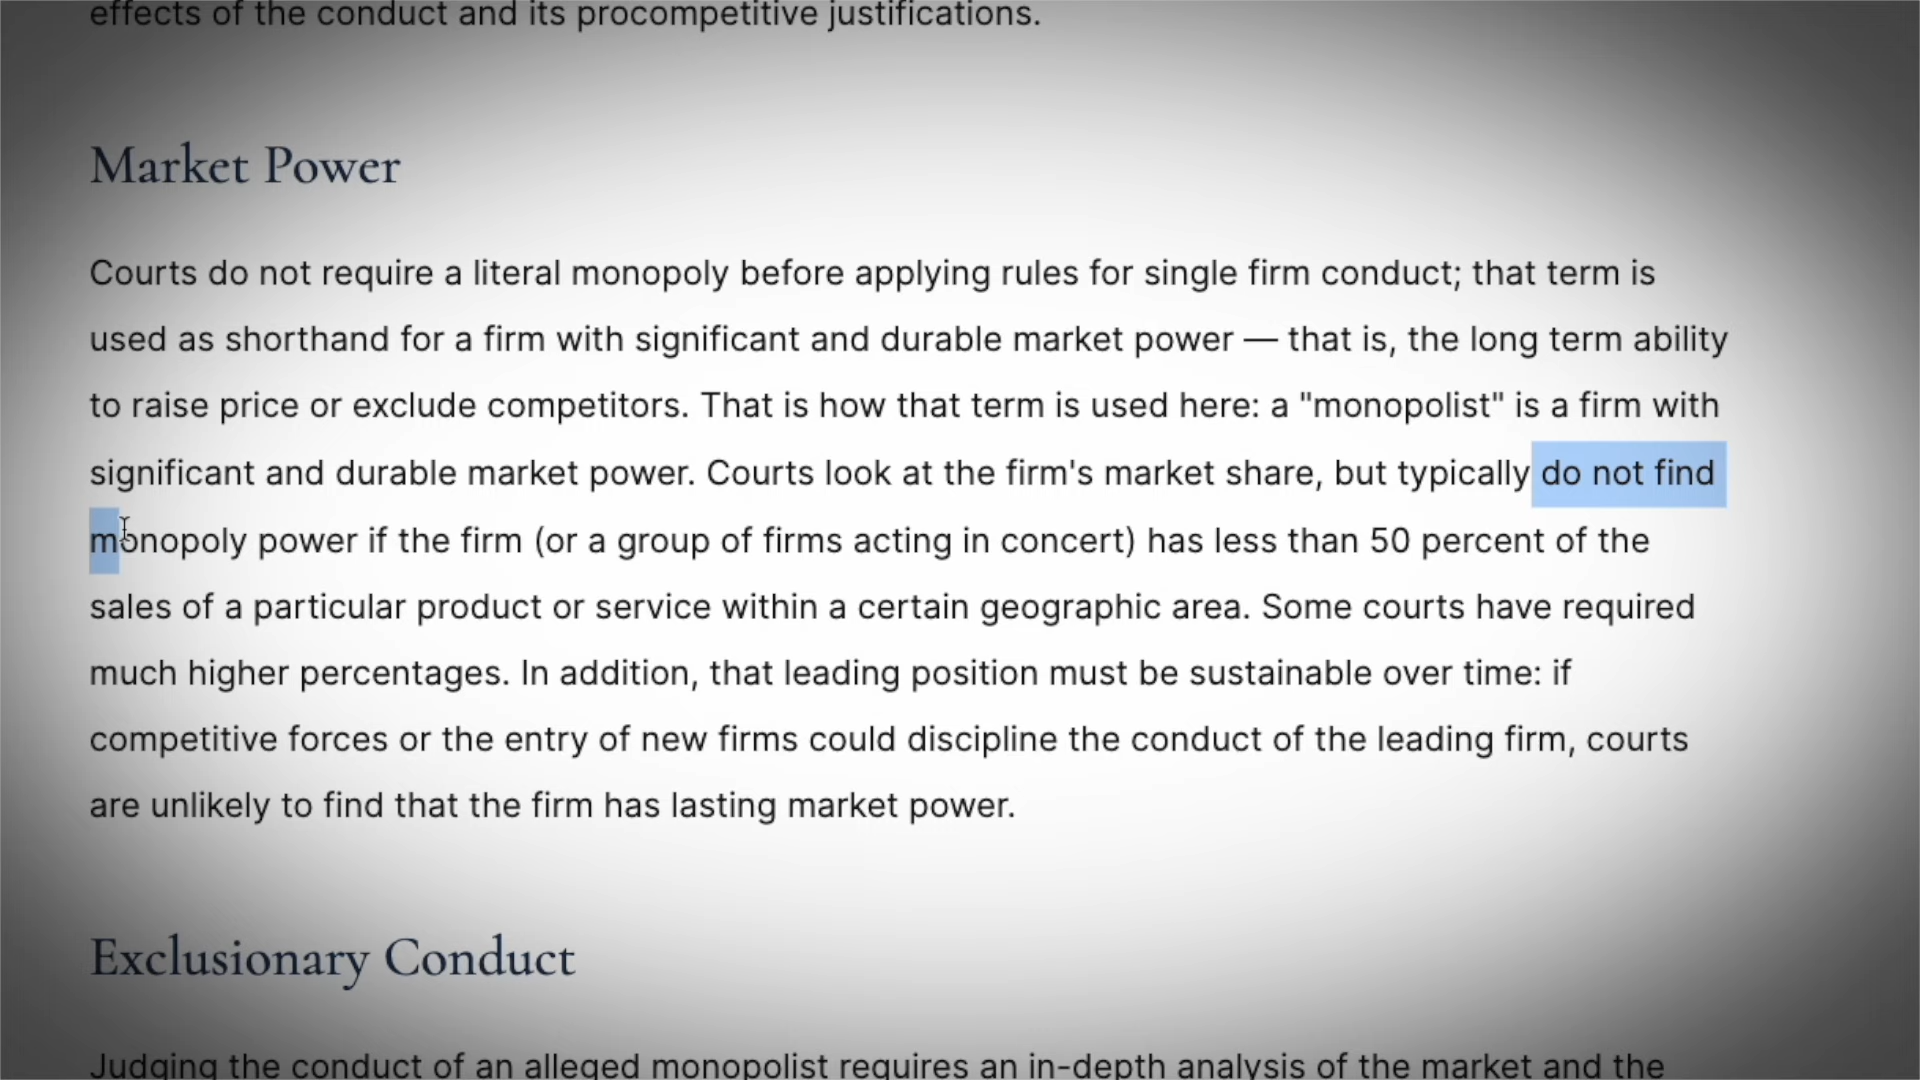 effects of the conduct and its procompetitive justifications.
Market Power
Courts do not require a literal monopoly before applying rules for single firm conduct; that term is
used as shorthand for a firm with significant and durable market power — that is, the long term ability
to raise price or exclude competitors. That is how that term is used here: a "monopolist" is a firm with
significant and durable market power. Courts look at the firm's market share, but typically do not find
monopoly power if the firm (or a group of firms acting in concert) has less than 50 percent of the
sales of a particular product or service within a certain geographic area. Some courts have required
much higher percentages. In addition, that leading position must be sustainable over time: if
competitive forces or the entry of new firms could discipline the conduct of the leading firm, courts
are unlikely to find that the firm has lasting market power.
Exclusionary Conduct
Judging the conduct of an alleged monopolist requires an in-depth analysis of the market and the